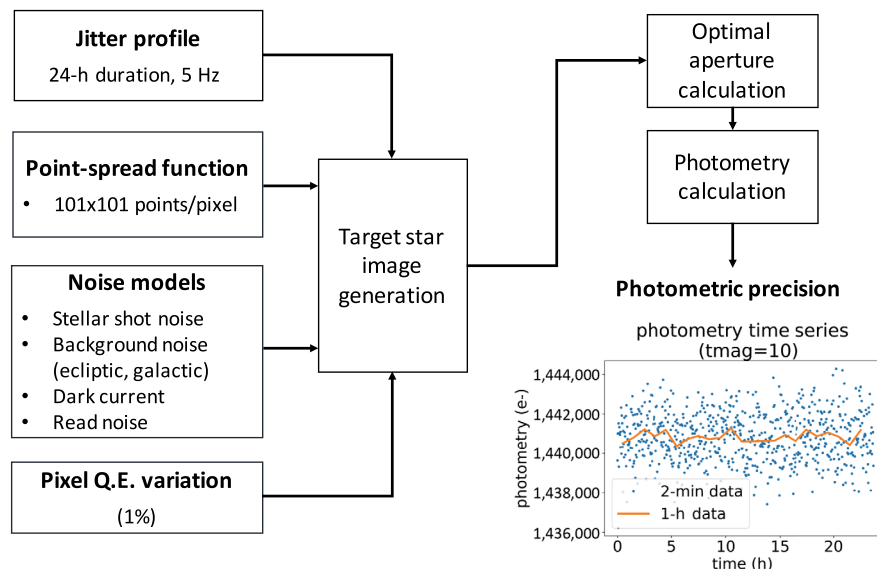 Jitter profile
24-h duration, 5 Hz
Point-spread function
• 101x101 points/pixel
Noise models
• Stellar shot noise
• Background noise
(ecliptic, galactic)
• Dark current
• Read noise
Pixel Q.E. variation
(1%)
Target star
image
generation
Optimal
aperture
calculation
Photometry
calculation
Photometric precision
photometry time series
(tmag=10)
photometry (e-)
1,444,000
1,442,000
1,440,000
1,438,000
1,436,000
2-min data
1-h data
0 5 10 15 20
time (h)